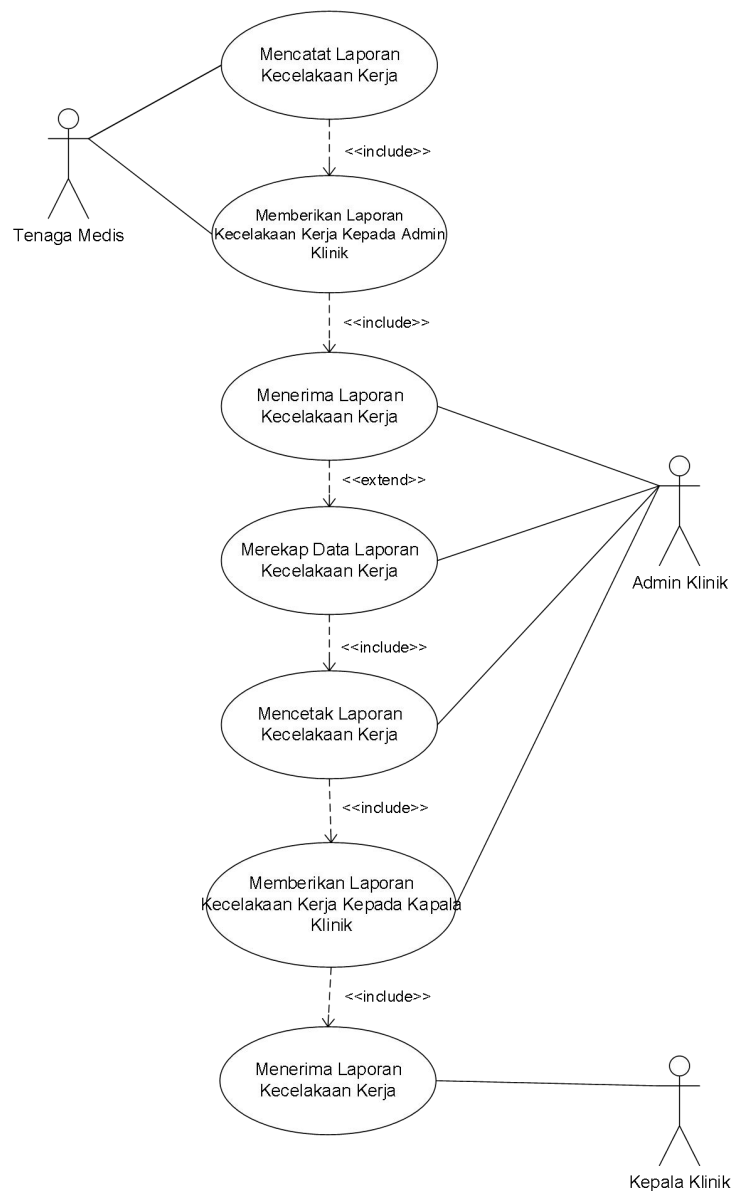 Mencatat Laporan
Kecelakaan Kerja
<<include>>
Tenaga Medis
Memberikan Laporan
Kecelakaan Kerja Kepada Admin
Klinik
<<include>>
Menerima Laporan
Kecelakaan Kerja
<<extend>>
Merekap Data Laporan
Kecelakaan Kerja
Admin Klinik
<<include>>
Mencetak Laporan
Kecelakaan Kerja
<<include>>
Memberikan Laporan
Kecelakaan Kerja Kepada Kapala
Klinik
<<include>>
Menerima Laporan
Kecelakaan Kerja
Kepala Klinik